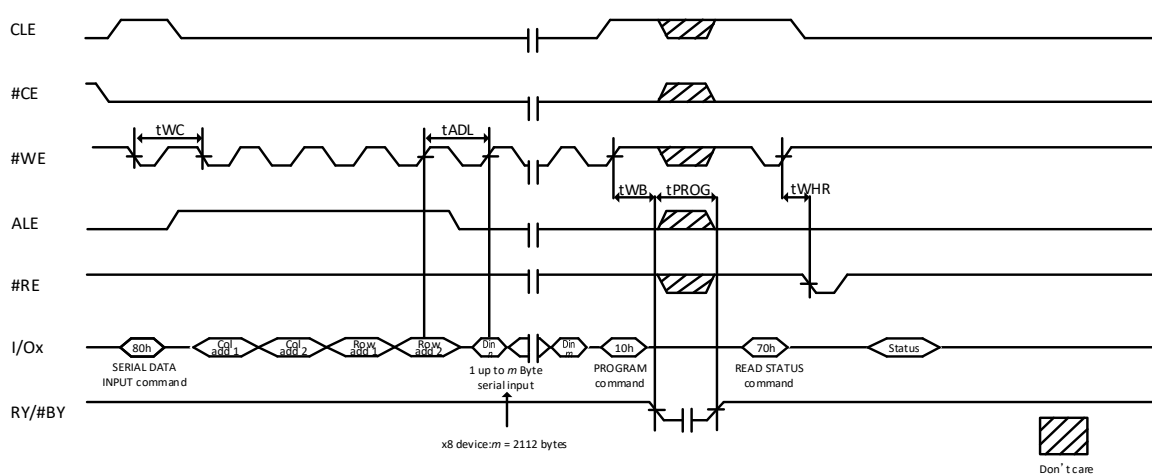 CLE
#CE
tWC
tADL
#WE
tWB
tPROG
tWHR
ALE
#RE
I/Ox
80h
Col
add 1
Col
add 2
Row
add 1
Row
add 2
Din
n
Din
m
10h
70h
Status
SERIAL DATA
INPUT command
1 up to m Byte
serial input
PROGRAM
command
READ STATUS
command
RY/#BY
x8 device:m = 2112 bytes
Don't care